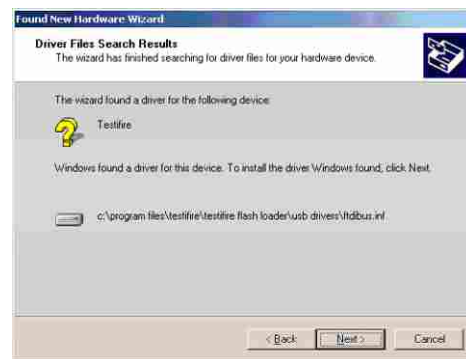 Found New Hardware Wizard
Driver Files Search Results
The wizard has finished searching for driver files for your hardware device.
The wizard found a driver for the following device:
Testifire
Windows found a driver for this device. To install the driver Windows found, click Next.
c:\program files\testifire\testifire flash loader\usb drivers\ftdibus.inf
< Back Next > Cancel